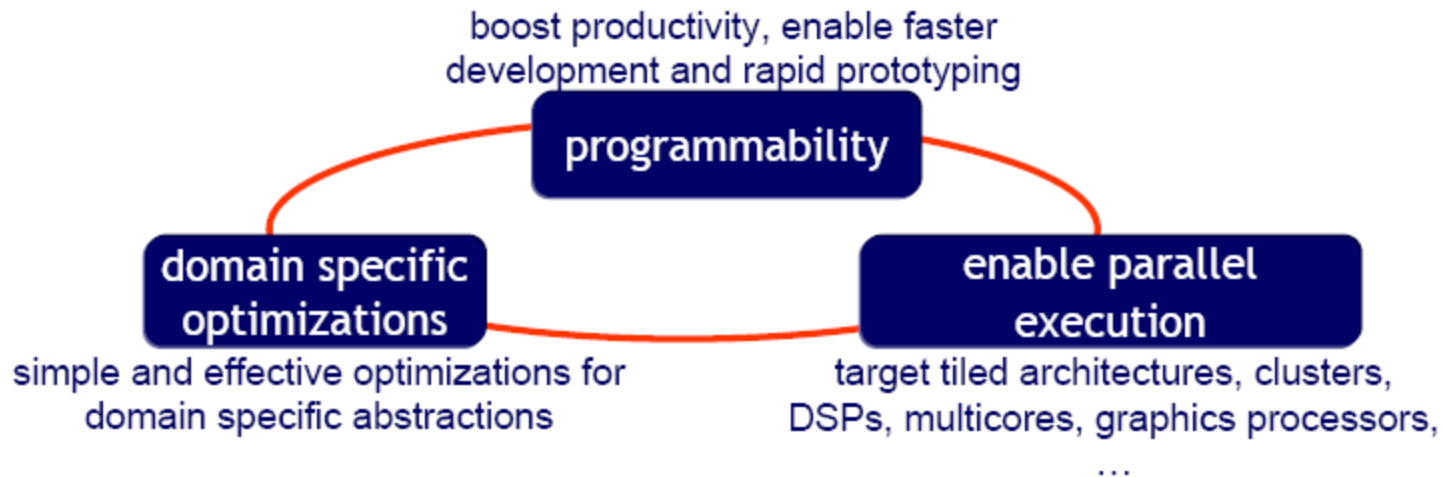 boost productivity, enable faster
development and rapid prototyping
programmability
domain specific
optimizations
simple and effective optimizations for
domain specific abstractions
enable parallel
execution
target tiled architectures, clusters,
DSPs, multicores, graphics processors,
...